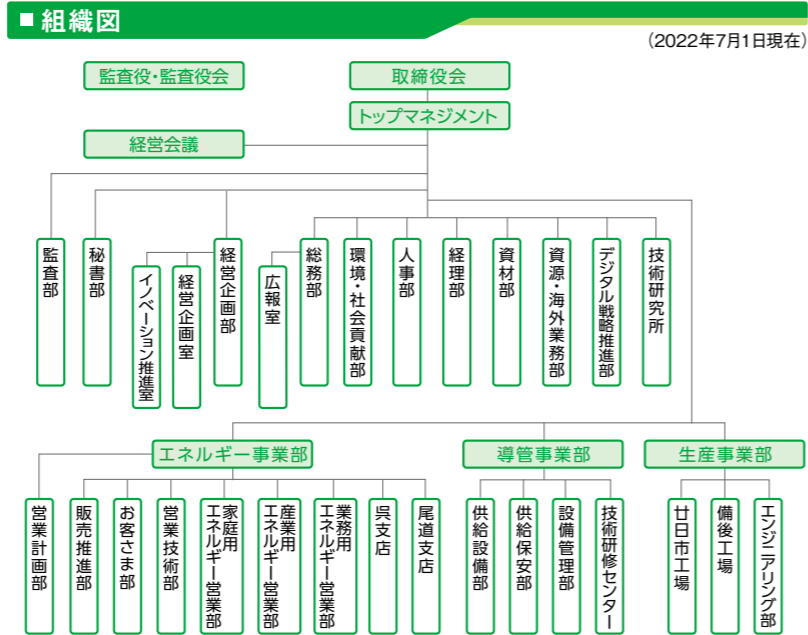 ■ 組織図
(2022年7月1日現在)
監査役・監査役会
取締役会
トップマネジメント
経営会議
監査部
秘書部
イノベーション推進室
経営企画室
経営企画部
広報室
総務部
環境・社会貢献部
人事部
経理部
資材部
資源・海外業務部
デジタル戦略推進部
技術研究所
エネルギー事業部
導管事業部
生産事業部
営業計画部
販売推進部
お客さま部
営業技術部
家庭用
エネルギー営業部
産業用
エネルギー営業部
業務用
エネルギー営業部
呉支店
尾道支店
供給設備部
供給保安部
設備管理部
技術研修センター
廿日市工場
備後工場
エンジニアリング部